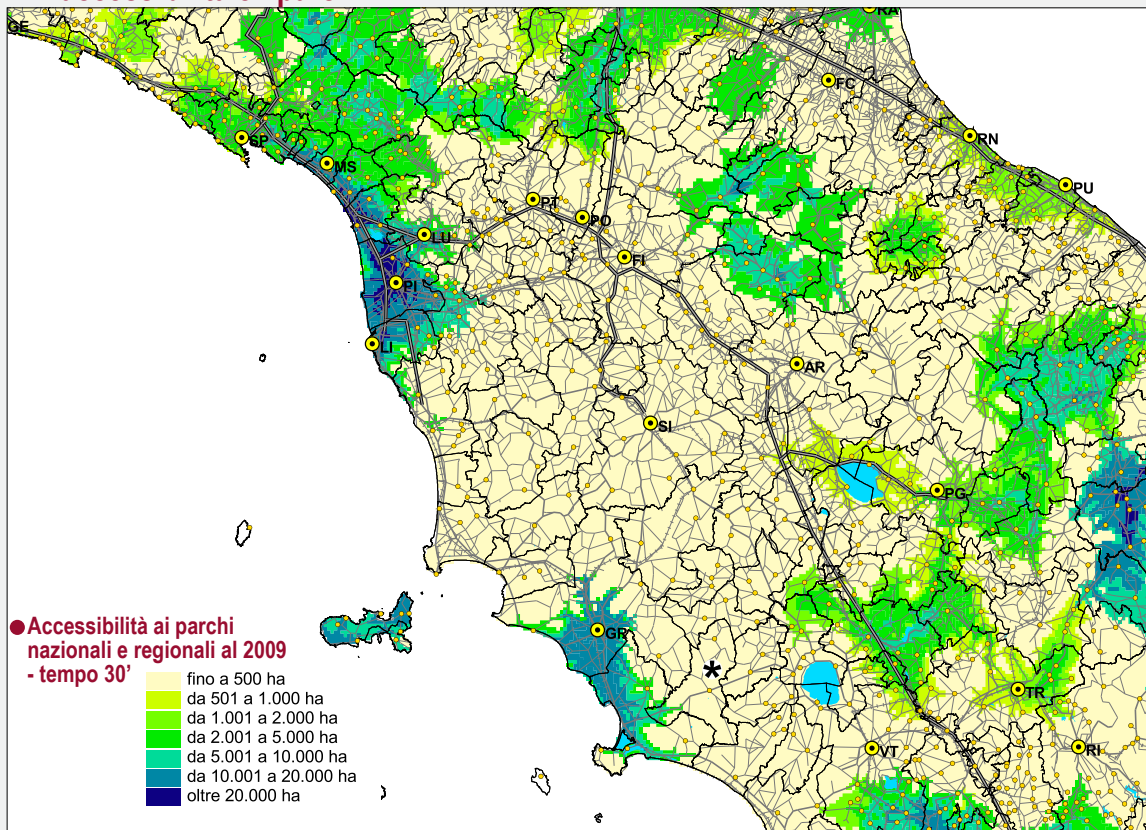 GE
RA
FC
SP
RN
MS
PU
PT
PO
LU
FI
PI
LI
AR
SI
PG
● Accessibilità ai parchi
nazionali e regionali al 2009
- tempo 30’
GR
*
fino a 500 ha
da 501 a 1.000 ha
da 1.001 a 2.000 ha
da 2.001 a 5.000 ha
da 5.001 a 10.000 ha
da 10.001 a 20.000 ha
oltre 20.000 ha
TR
VT
RI